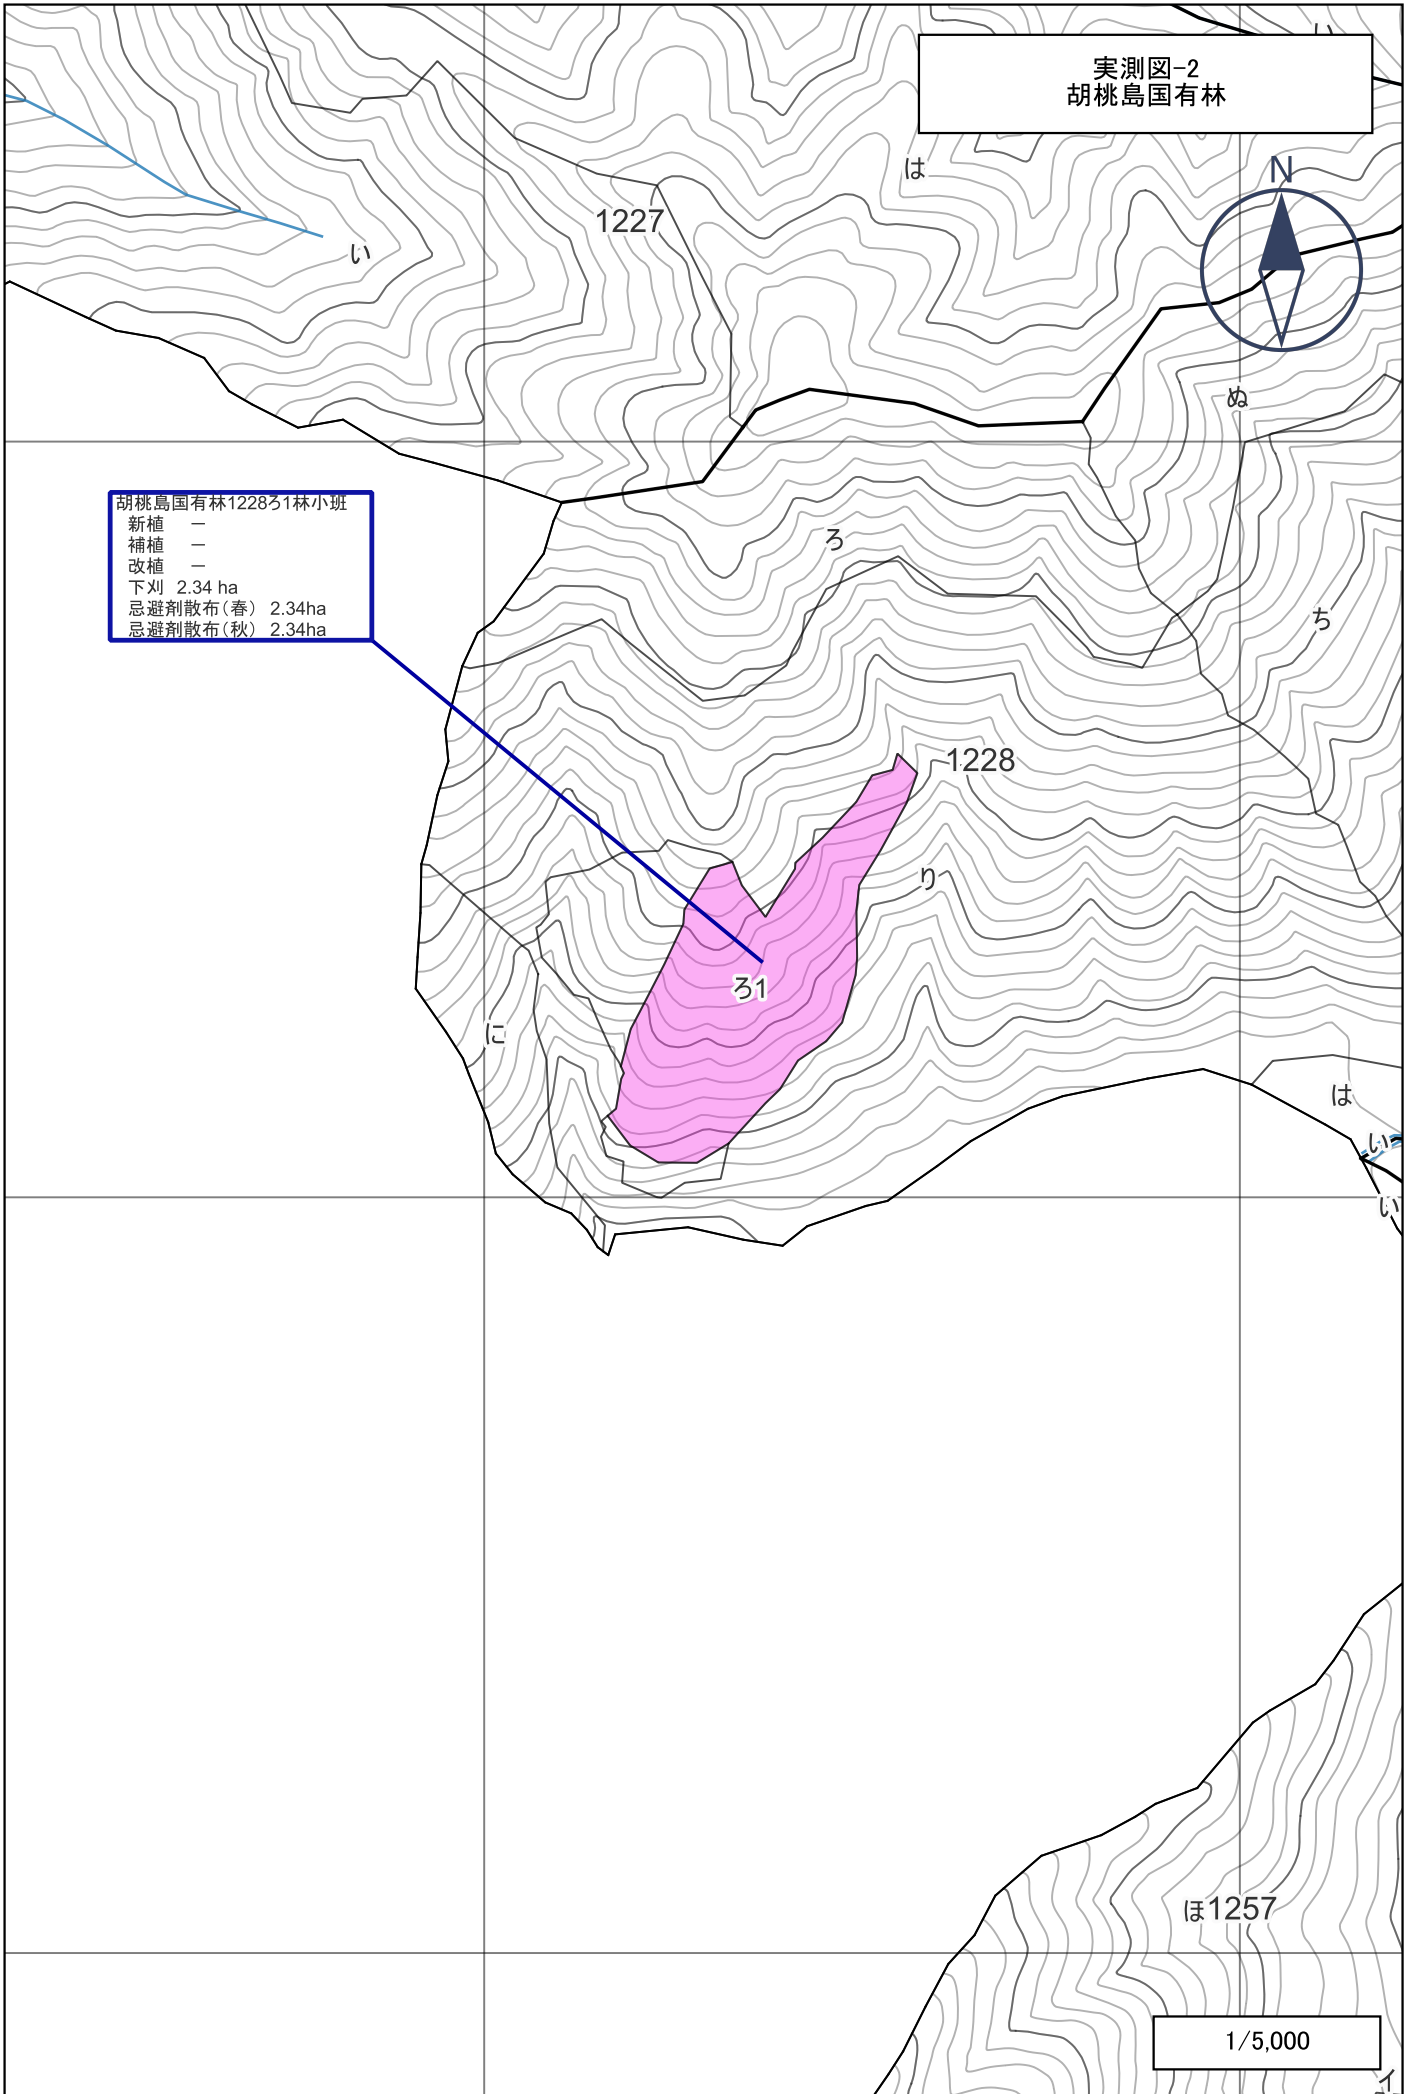 い
実測図-2
胡桃島国有林
は
N
1227
い
ぬ
胡桃島国有林1228ろ1林小班
新植　－
補植　－
改植　－
下刈 2.34 ha
忌避剤散布（春） 2.34ha
忌避剤散布（秋） 2.34ha
ろ
ち
1228
り
ろ1
に
は
い
い
ほ1257
1/5,000
イ